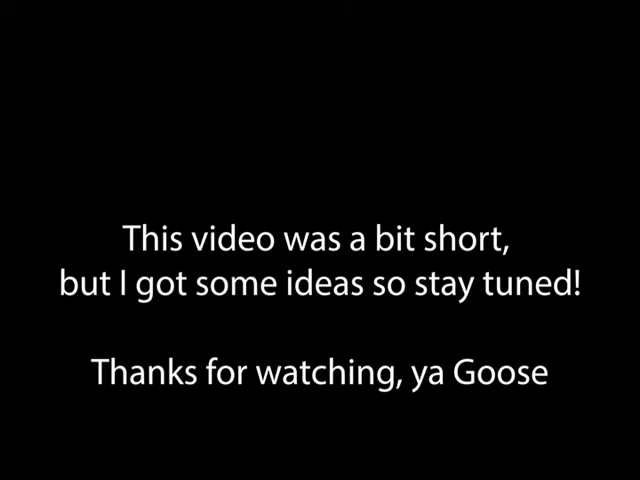 This video was a bit short,
but I got some ideas so stay tuned!
Thanks for watching, ya Goose